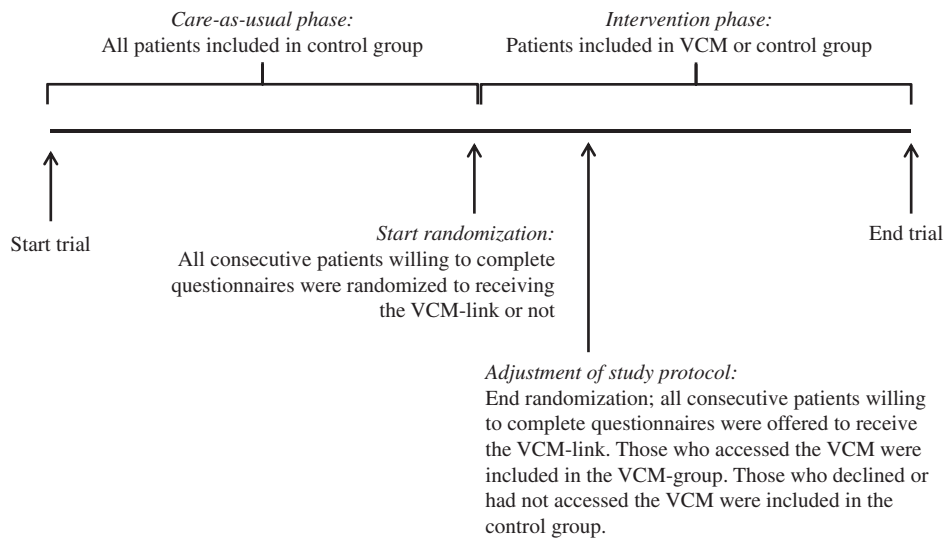 Care-as-usual phase:
All patients included in control group
Intervention phase:
Patients included in VCM or control group
Start trial
Start randomization:
All consecutive patients willing to complete
questionnaires were randomized to receiving
the VCM-link or not
End trial
Adjustment of study protocol:
End randomization; all consecutive patients willing
to complete questionnaires were offered to receive
the VCM-link. Those who accessed the VCM were
included in the VCM-group. Those who declined or
had not accessed the VCM were included in the
control group.